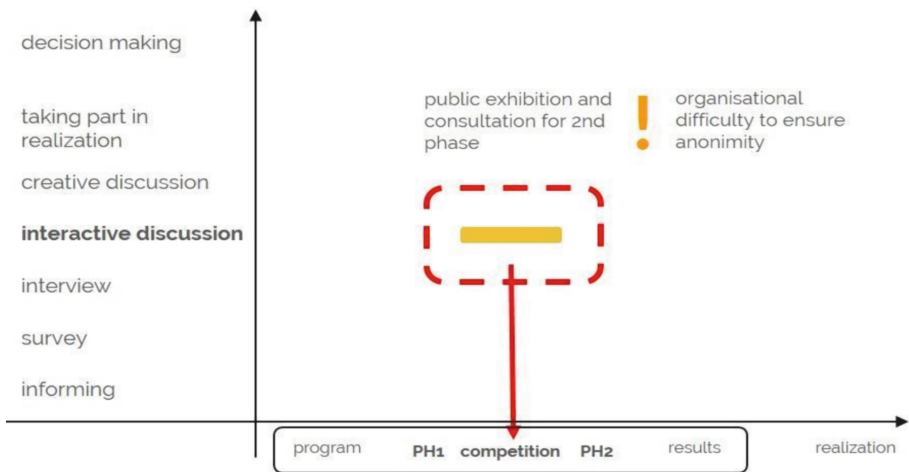 decision making
taking part in
realization
creative discussion
interactive discussion
interview
survey
informing
public exhibition and
consultation for 2nd
phase
!
organisational
difficulty to ensure
anonimity
program PH1 competition PH2 results realization